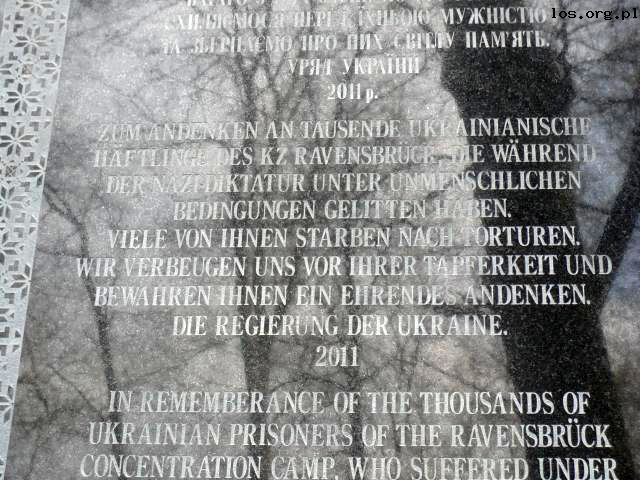 los.org.pl
СХИЛЯЄМОСЯ ПЕРЕД ЇХНЬОЮ МУЖНІСТЮ
ТА ЗБЕРІГАЄМО ПРО НИХ СВІТЛУ ПАМ'ЯТЬ.
УРЯД УКРАЇНИ
2011 р.
ZUM ANDENKEN AN TAUSENDE UKRAINIANISCHE
HÄFTLINGE DES KZ RAVENSBRÜCK, DIE WÄHREND
DER NAZI-DIKTATUR UNTER UNMENSCHLICHEN
BEDINGUNGEN GELITTEN HABEN.
VIELE VON IHNEN STARBEN NACH TORTUREN.
WIR VERBEUGEN UNS VOR IHRER TAPFERKEIT UND
BEWAHREN IHNEN EIN EHRENDES ANDENKEN.
DIE REGIERUNG DER UKRAINE.
2011
IN REMEMBERANCE OF THE THOUSANDS OF
UKRAINIAN PRISONERS OF THE RAVENSBRÜCK
CONCENTRATION CAMP, WHO SUFFERED UNDER